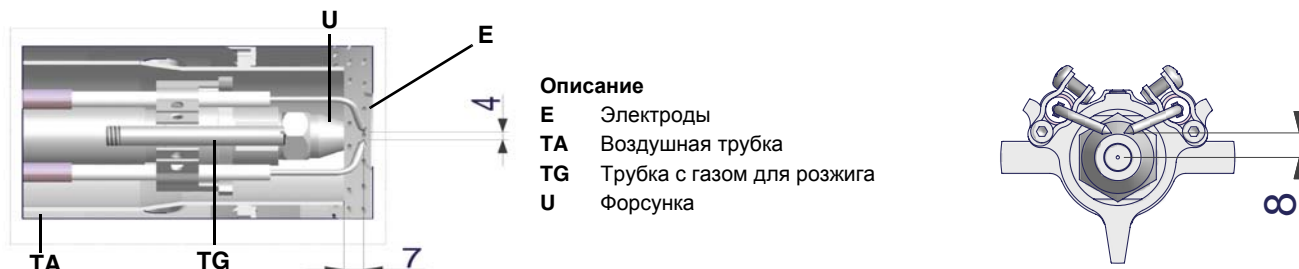 U
E
4
Описание
E Электроды
TA Воздушная трубка
TG Трубка с газом для розжига
U Форсунка
8
TA
TG
7